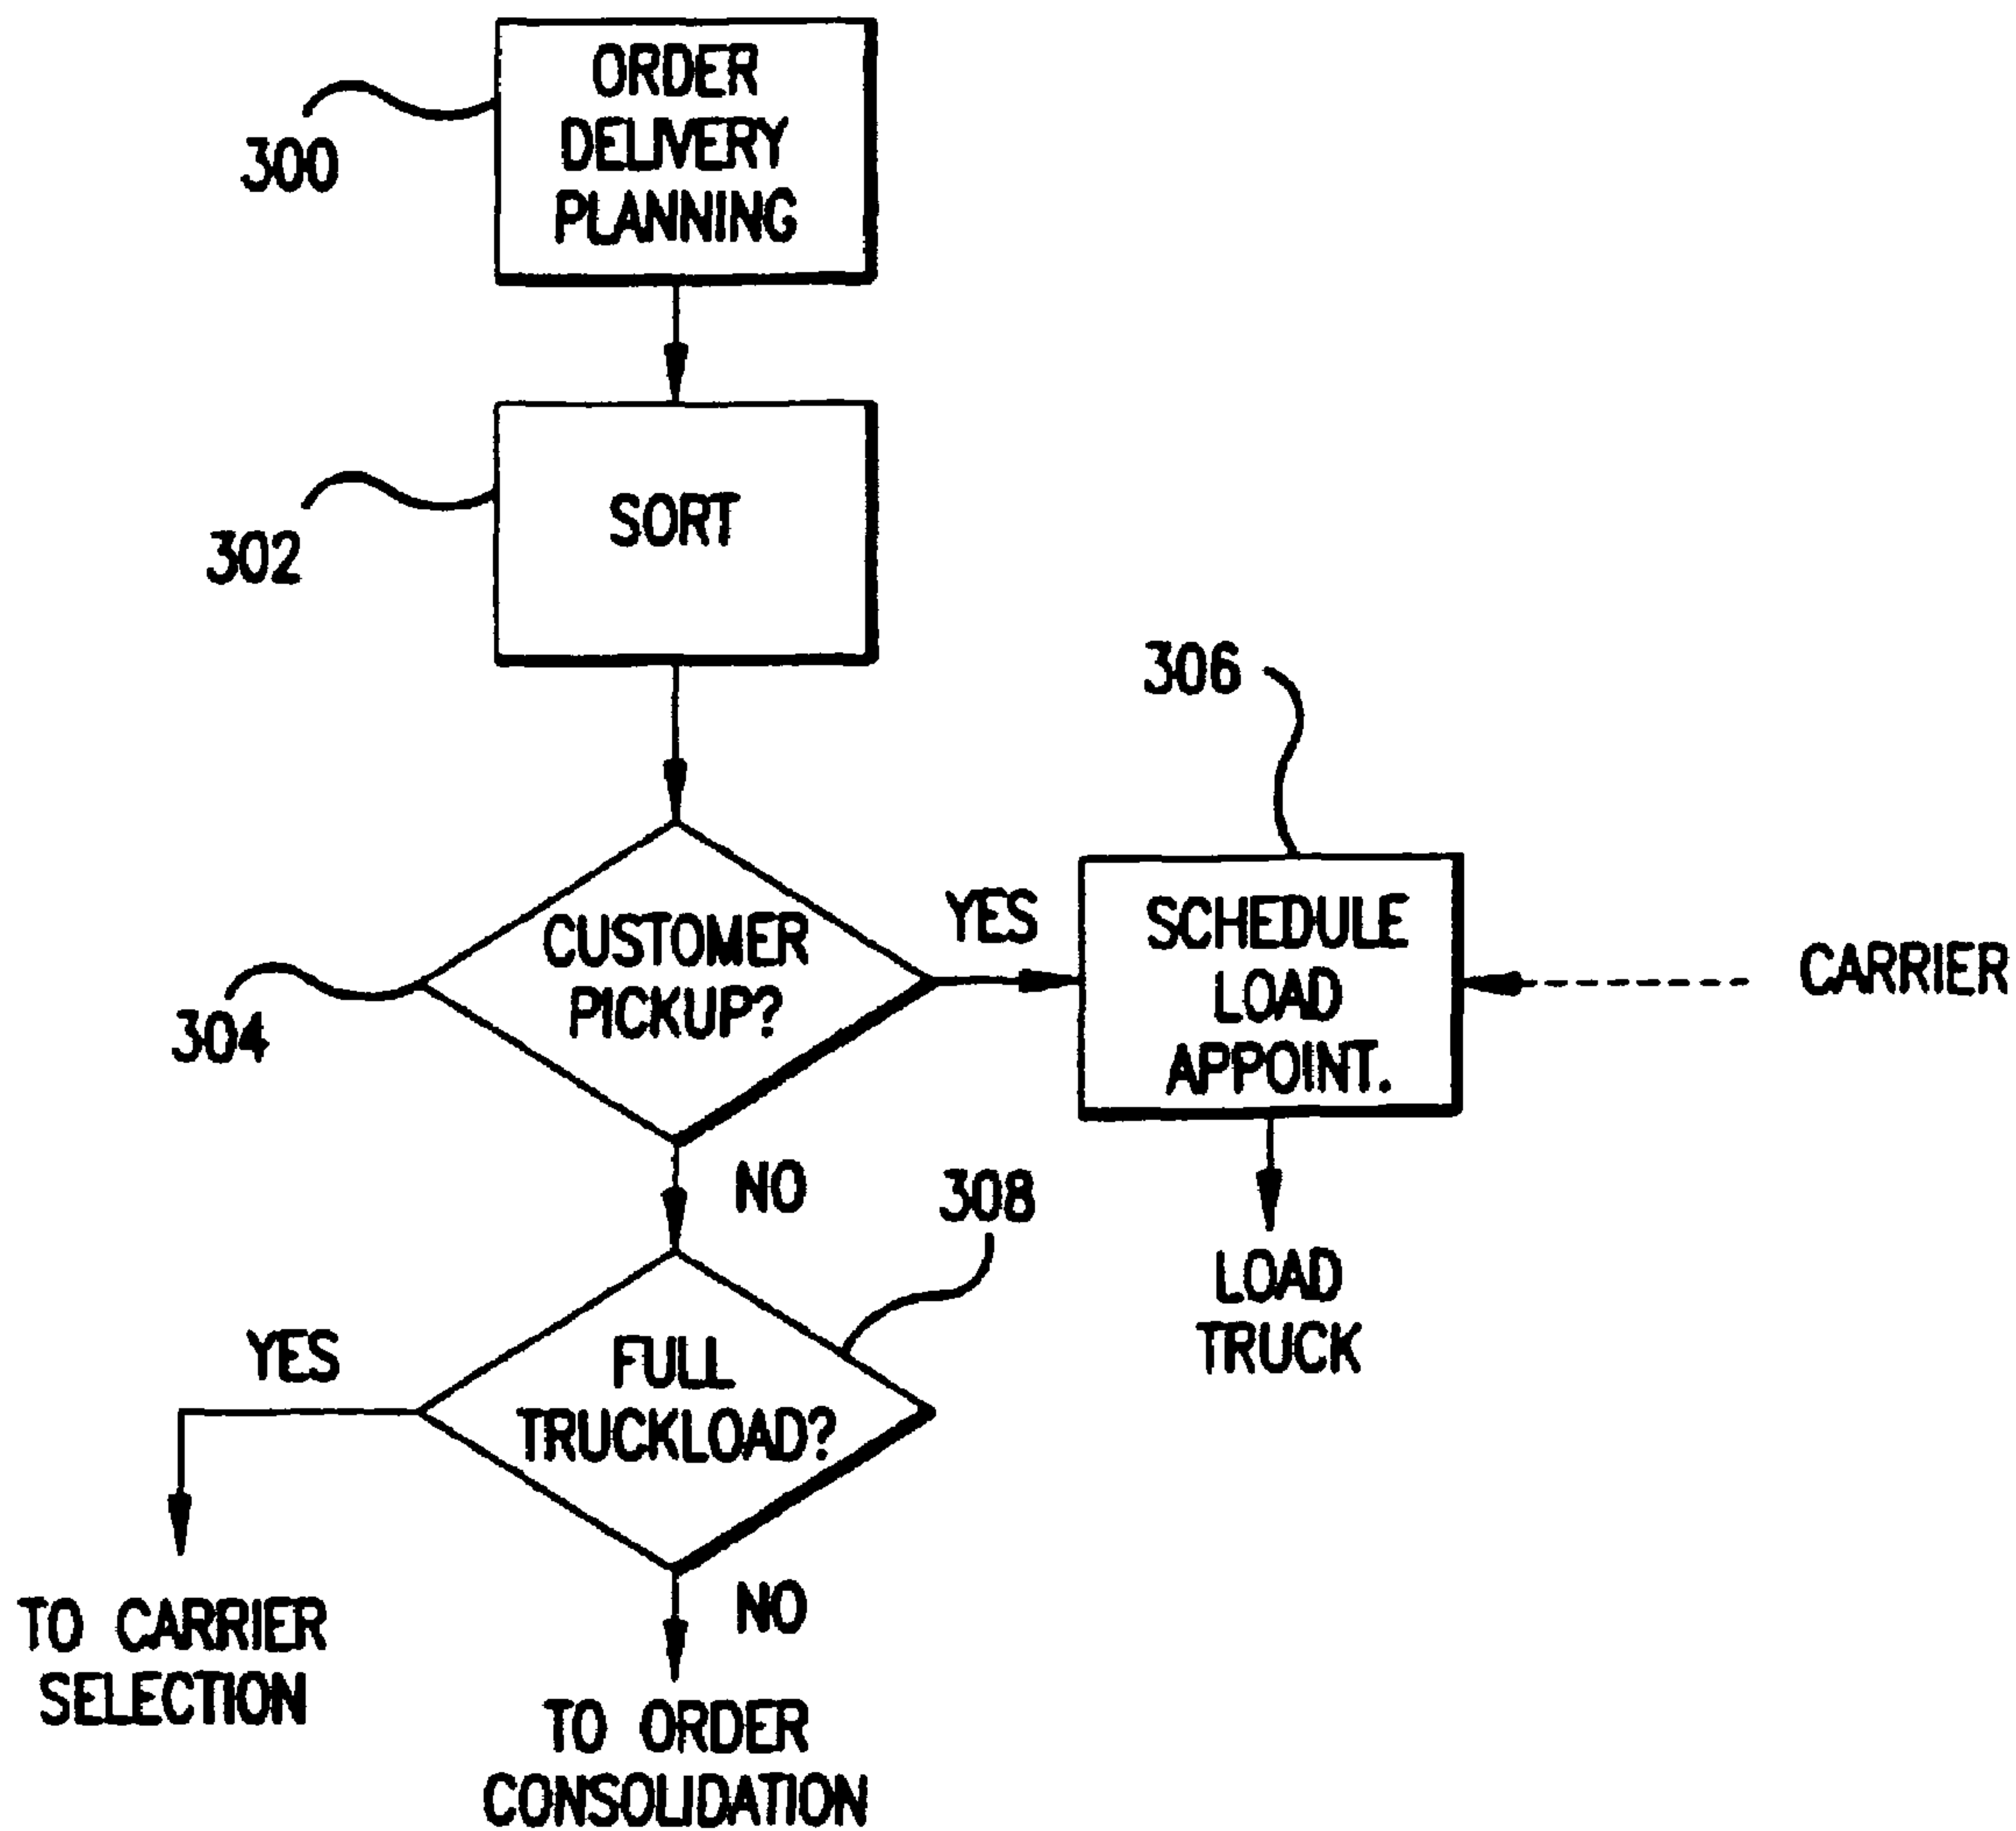 ORDER
DELIVERY
PLANNING
300
SORT
302
306
CUSTOMER
PICKUP?
304
YES
SCHEDULE
LOAD
APPOINT.
CARRIER
NO
308
LOAD
TRUCK
FULL
TRUCKLOAD?
YES
TO CARRIER
SELECTION
NO
TO ORDER
CONSOLIDATION